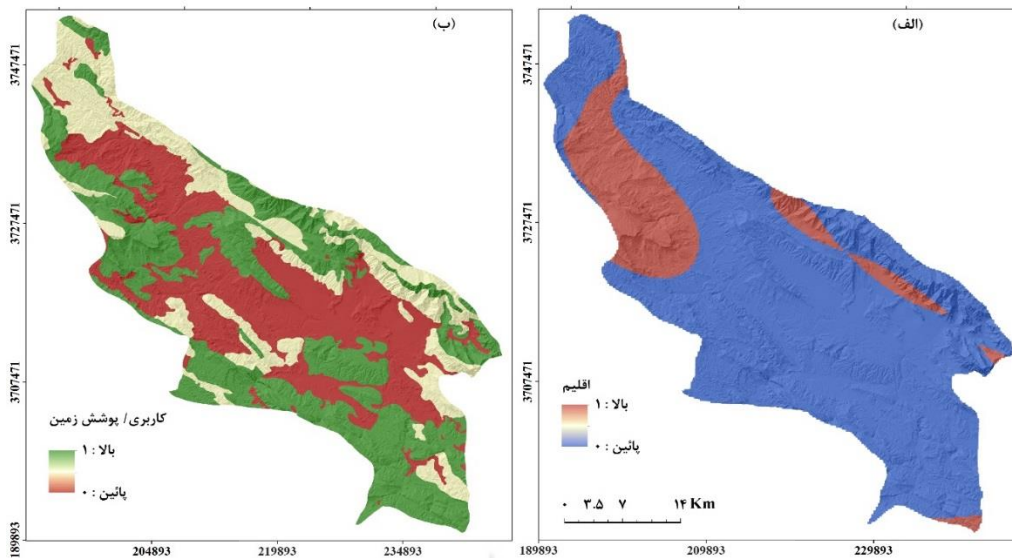 (ب)
3747471
3727471
3707471
189893
کاربری/ پوشش زمین
بالا : ۱
پائین : ۰
204893
219893
234893
(الف)
3747471
3727471
3707471
اقلیم
بالا : ۱
پائین : ۰
۰ ۳.۵ ۷ ۱۴ Km
189893
209893
229893